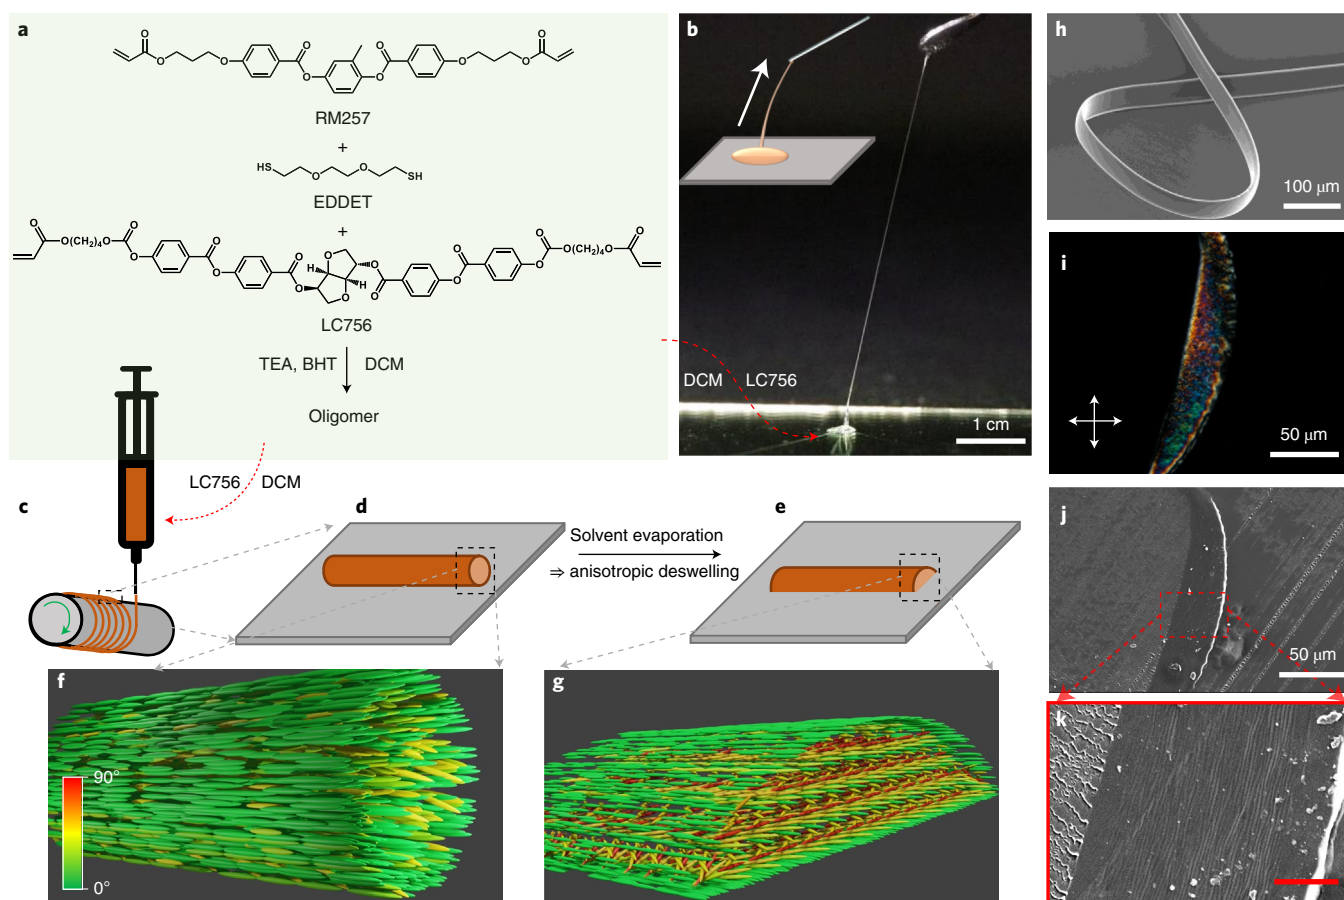 a
O
O
O
O
O
O
O
O
O
O
RM257
+
HS
O
O
SH
EDDET
+
O
O(CH₂)₄O
O
O
O
O
O
O
H
O
O
H
O
O
O
O
O
O
O
O(CH₂)₄O
O
LC756
TEA, BHT
DCM
Oligomer
b
DCM
LC756
1 cm
c
LC756
DCM
d
Solvent evaporation
⇒ anisotropic deswelling
e
f
90°
0°
g
h
100 μm
i
50 μm
j
50 μm
k